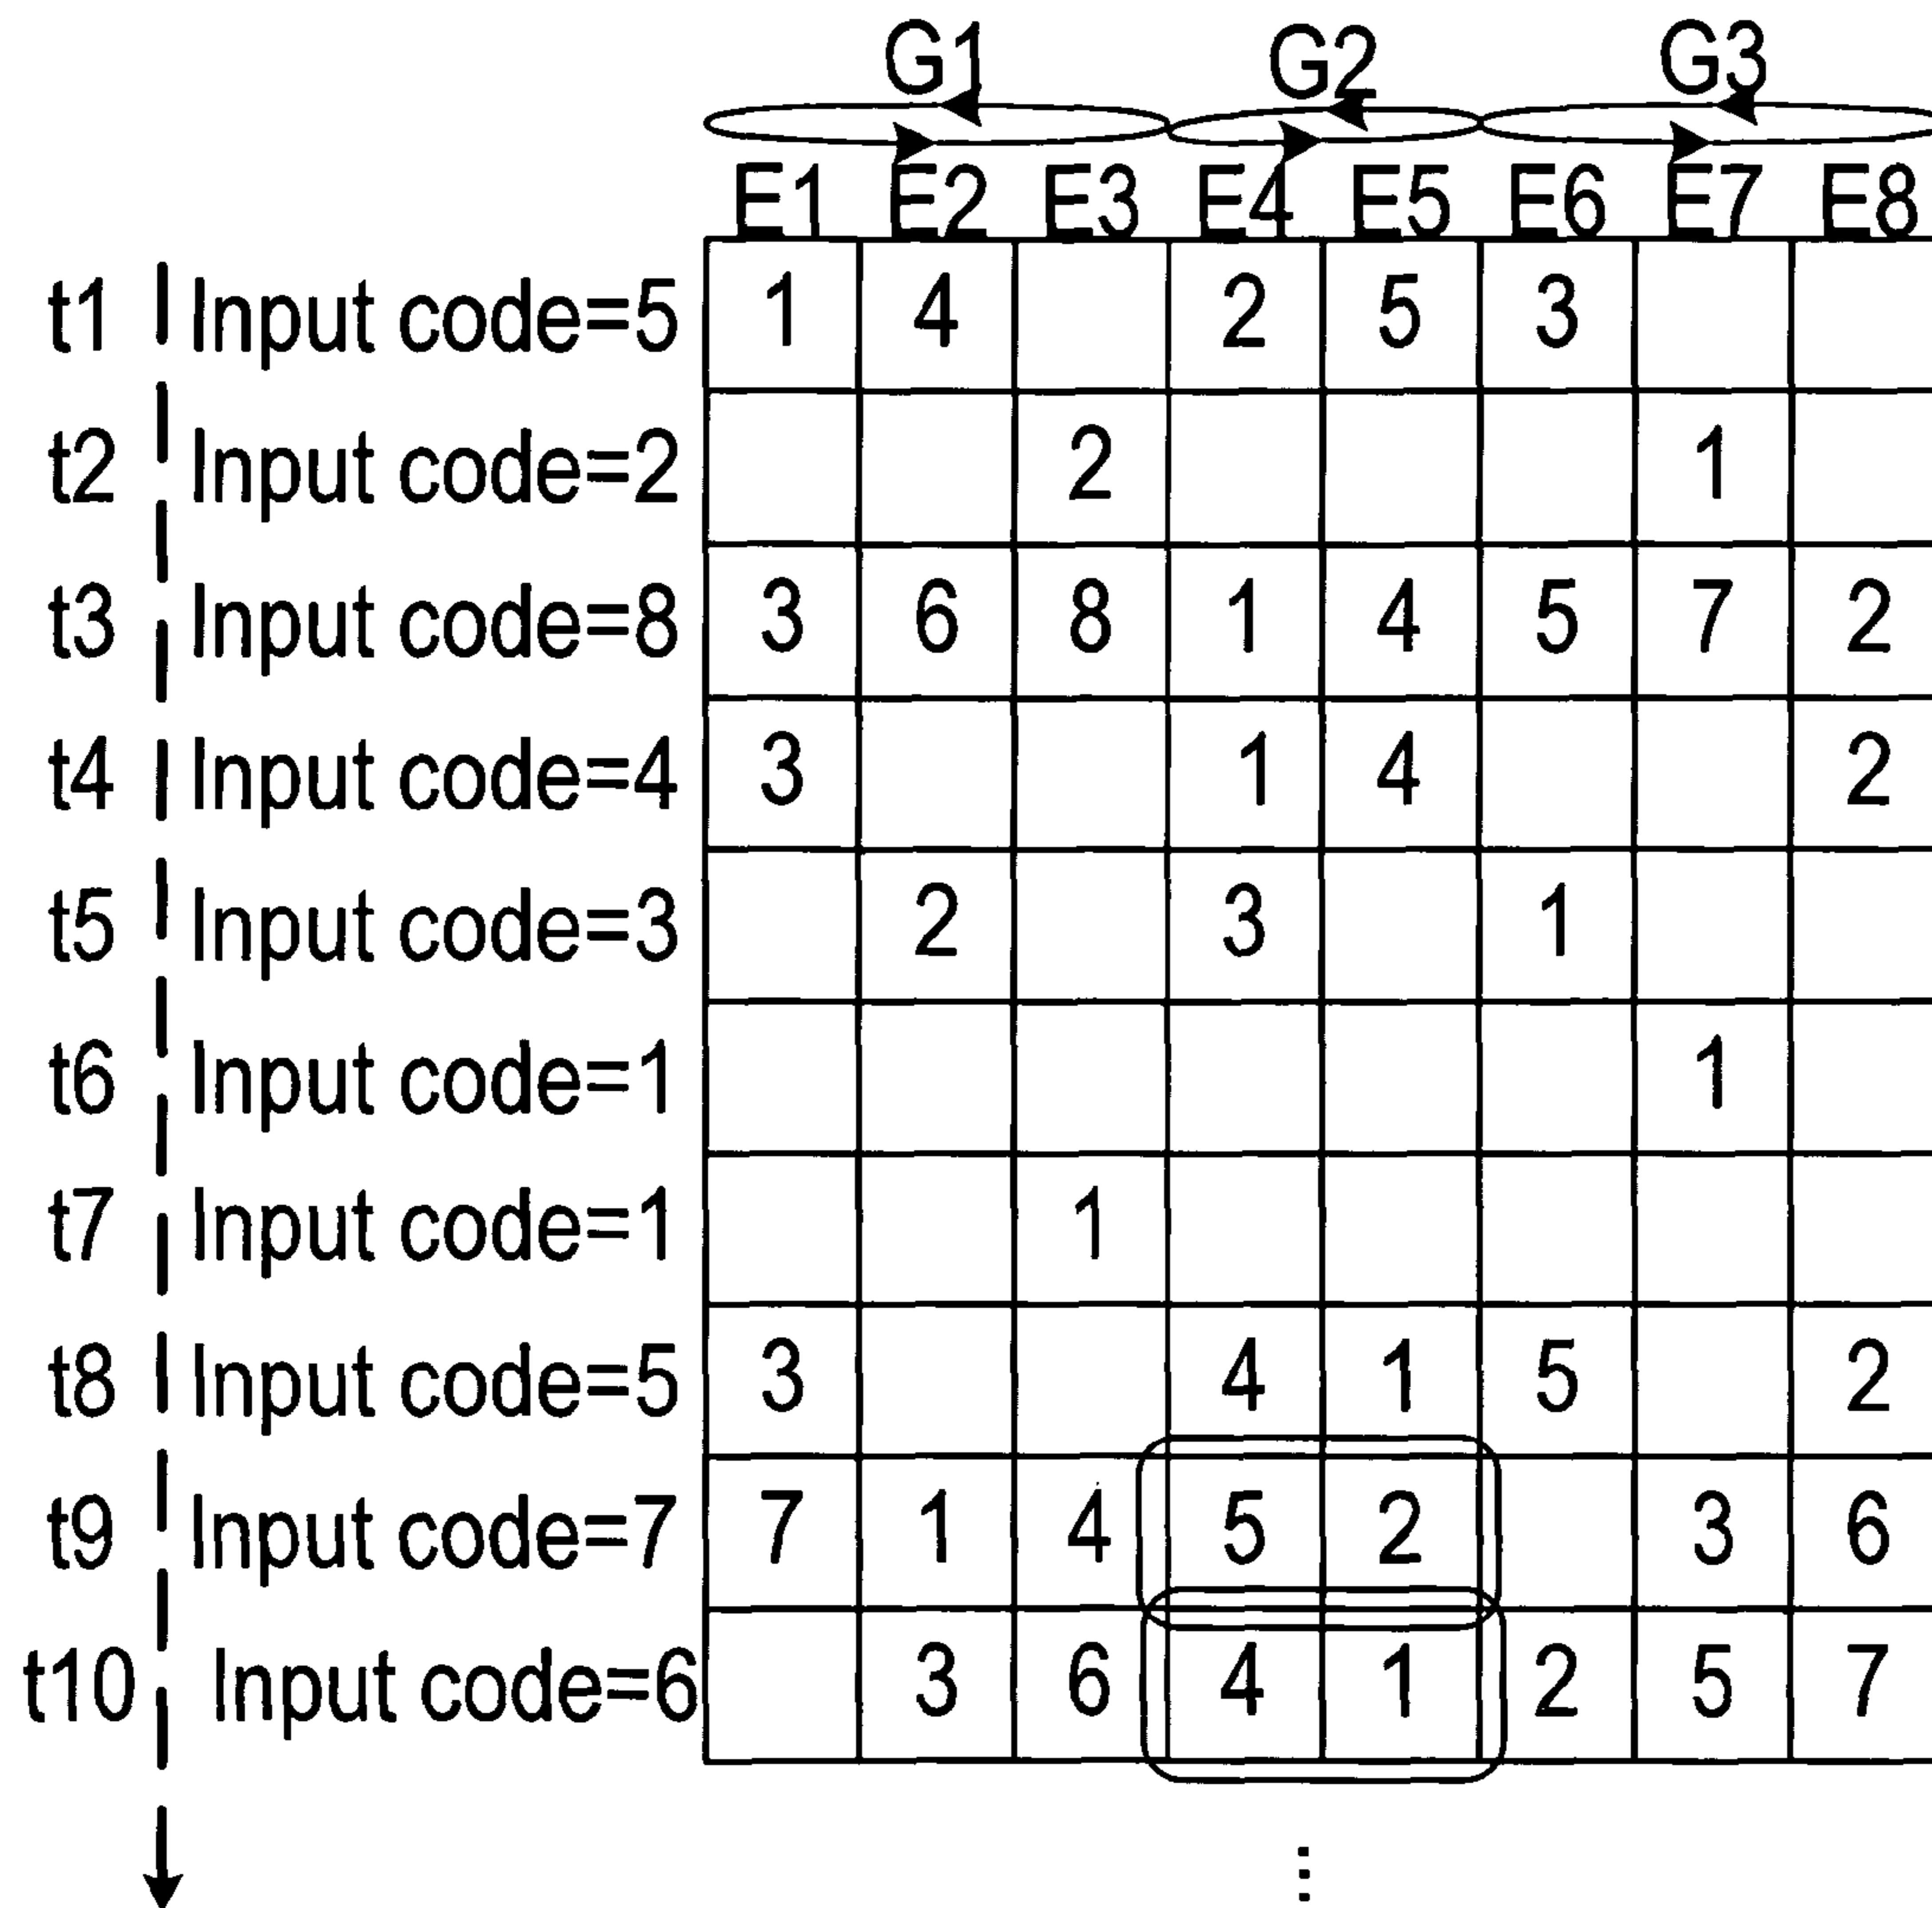 G1 G2 G3
E1 E2 E3 E4 E5 E6 E7 E8
t1 Input code=5 1 4 2 5 3
t2 Input code=2 2 1
t3 Input code=8 3 6 8 1 4 5 7 2
t4 Input code=4 3 1 4 2
t5 Input code=3 2 3 1
t6 Input code=1 1
t7 Input code=1 1
t8 Input code=5 3 4 1 5 2
t9 Input code=7 7 1 4 5 2 3 6
t10 Input code=6 3 6 4 1 2 5 7
⋮